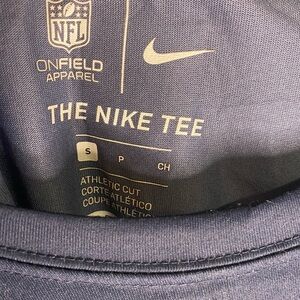 NFL
ONFIELD
APPAREL
THE NIKE TEE
S P CH
ATHLETIC CUT
CORTE ATLÉTICO
COUPE ATHLÉTIQUE